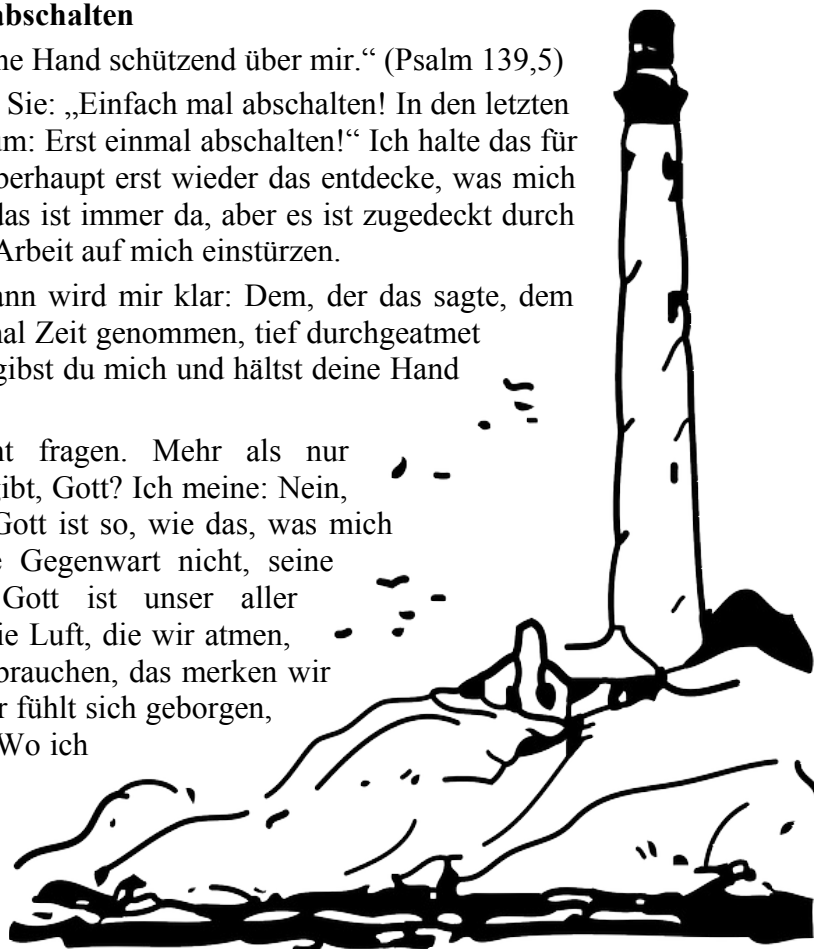 abschalten
ne Hand schützend über mir.“ (Psalm 139,5)
Sie: „Einfach mal abschalten! In den letzten
um: Erst einmal abschalten!“ Ich halte das für
berhaupt erst wieder das entdecke, was mich
das ist immer da, aber es ist zugedeckt durch
Arbeit auf mich einstürzen.
ann wird mir klar: Dem, der das sagte, dem
mal Zeit genommen, tief durchgeatmet
gibst du mich und hältst deine Hand
nt fragen. Mehr als nur
gibt, Gott? Ich meine: Nein,
Gott ist so, wie das, was mich
e Gegenwart nicht, seine
Gott ist unser aller
ie Luft, die wir atmen,
brauchen, das merken wir
r fühlt sich geborgen,
Wo ich